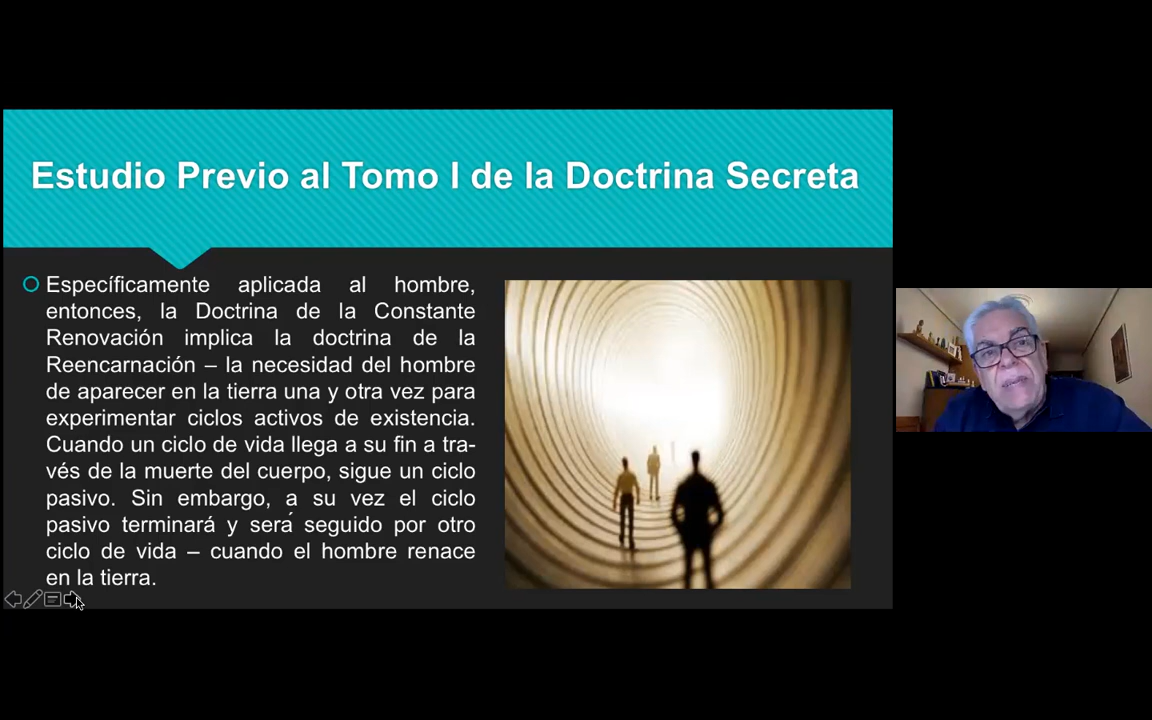 Estudio Previo al Tomo I de la Doctrina Secreta
Específicamente aplicada al hombre,
entonces, la Doctrina de la Constante
Renovación implica la doctrina de la
Reencarnación – la necesidad del hombre
de aparecer en la tierra una y otra vez para
experimentar ciclos activos de existencia.
Cuando un ciclo de vida llega a su fin a tra-
vés de la muerte del cuerpo, sigue un ciclo
pasivo. Sin embargo, a su vez el ciclo
pasivo terminará y será seguido por otro
ciclo de vida – cuando el hombre renace
en la tierra.